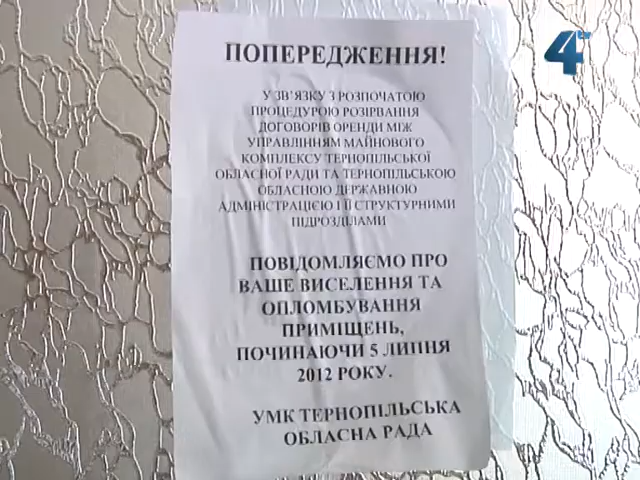 ПОПЕРЕДЖЕННЯ!
У ЗВ'ЯЗКУ З РОЗПОЧАТОЮ
ПРОЦЕДУРОЮ РОЗІРВАННЯ
ДОГОВОРІВ ОРЕНДИ МІЖ
УПРАВЛІННЯМ МАЙНОВОГО
КОМПЛЕКСУ ТЕРНОПІЛЬСЬКОЇ
ОБЛАСНОЇ РАДИ ТА ТЕРНОПІЛЬСЬКОЮ
ОБЛАСНОЮ ДЕРЖАВНОЮ
АДМІНІСТРАЦІЄЮ І ЇЇ СТРУКТУРНИМИ
ПІДРОЗДІЛАМИ
ПОВІДОМЛЯЄМО ПРО
ВАШЕ ВИСЕЛЕННЯ ТА
ОПЛОМБУВАННЯ
ПРИМІЩЕНЬ,
ПОЧИНАЮЧИ 5 ЛИПНЯ
2012 РОКУ.
УМК ТЕРНОПІЛЬСЬКА
ОБЛАСНА РАДА
4